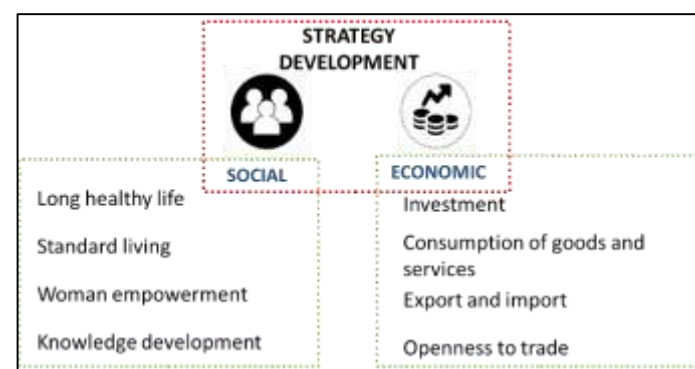 STRATEGY
DEVELOPMENT
SOCIAL
Long healthy life
Standard living
Woman empowerment
Knowledge development
ECONOMIC
Investment
Consumption of goods and
services
Export and import
Openness to trade